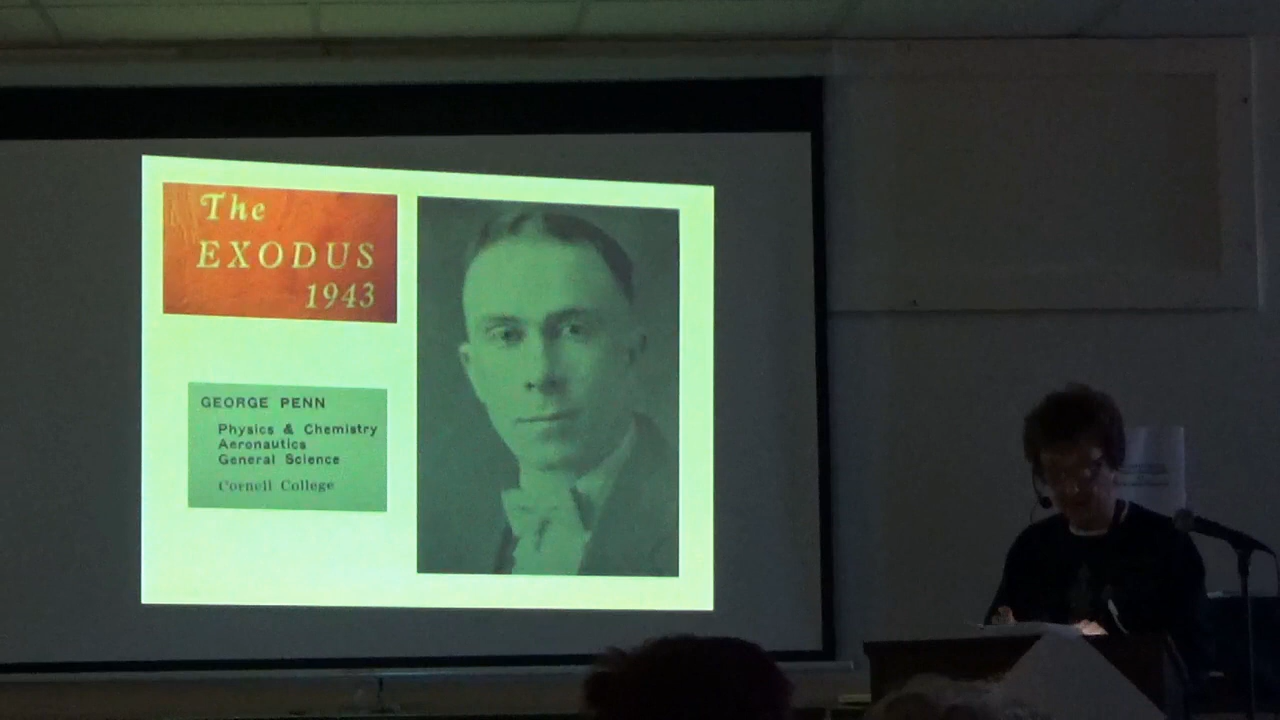 The
EXODUS
1943
GEORGE PENN
Physics & Chemistry
Aeronautics
General Science
Cornell College